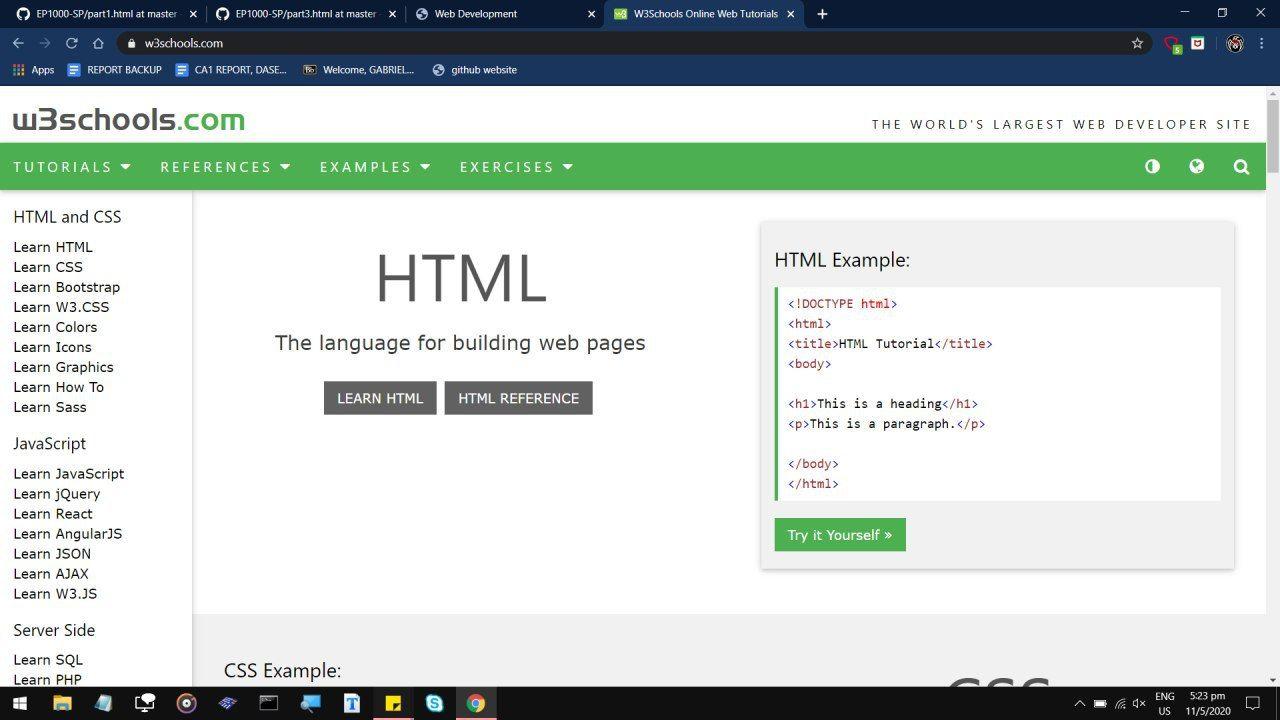 EP1000-SP/part1.html at master
EP1000-SP/part3.html at master
Web Development
W3Schools Online Web Tutorials
w3schools.com
5
Apps
REPORT BACKUP
CA1 REPORT, DASE...
Welcome, GABRIEL...
github website
w3schools.com
THE WORLD'S LARGEST WEB DEVELOPER SITE
TUTORIALS
REFERENCES
EXAMPLES
EXERCISES
HTML and CSS
Learn HTML
Learn CSS
Learn Bootstrap
Learn W3.CSS
Learn Colors
Learn Icons
Learn Graphics
Learn How To
Learn Sass
JavaScript
Learn JavaScript
Learn jQuery
Learn React
Learn AngularJS
Learn JSON
Learn AJAX
Learn W3.JS
Server Side
Learn SQL
Learn PHP
HTML
The language for building web pages
LEARN HTML
HTML REFERENCE
HTML Example:
<!DOCTYPE html>
<html>
<title>HTML Tutorial</title>
<body>
<h1>This is a heading</h1>
<p>This is a paragraph.</p>
</body>
</html>
Try it Yourself »
CSS Example:
CSS
ENG
US
5:23 pm
11/5/2020